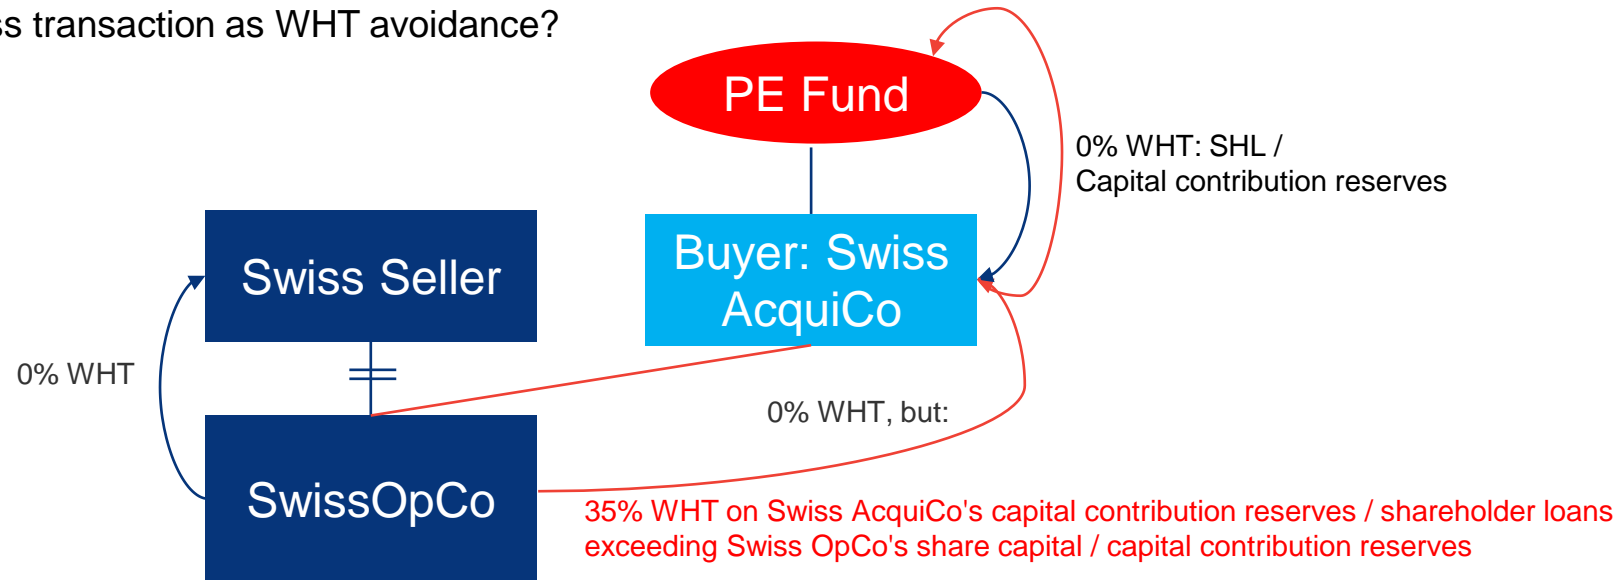 ss transaction as WHT avoidance?
PE Fund
0% WHT: SHL /
Capital contribution reserves
Swiss Seller
Buyer: Swiss
AcquiCo
0% WHT
0% WHT, but:
SwissOpCo
35% WHT on Swiss AcquiCo's capital contribution reserves / shareholder loans
exceeding Swiss OpCo's share capital / capital contribution reserves